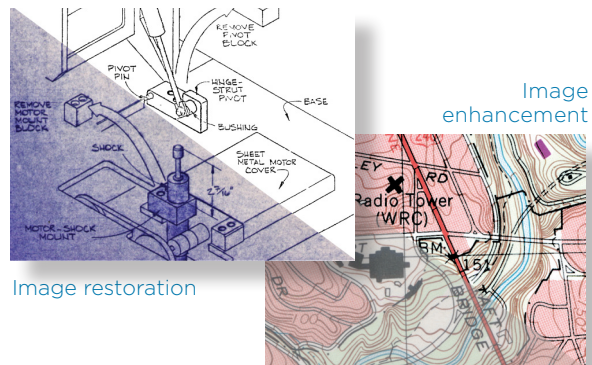 REMOVE
PIVOT
BLOCK
PIVOT
PIN
HINGE-
STRUT
PIVOT
BASE
BUSHING
REMOVE
MOTOR
MOUNT
BLOCK
SHOCK
SHEET
METAL MOTOR
COVER
2 3/16"
MOTOR-SHOCK
MOUNT
Image restoration
Image
enhancement
EY
RD
Radio Tower
(WRC)
BM
151
DR
BRIDGE